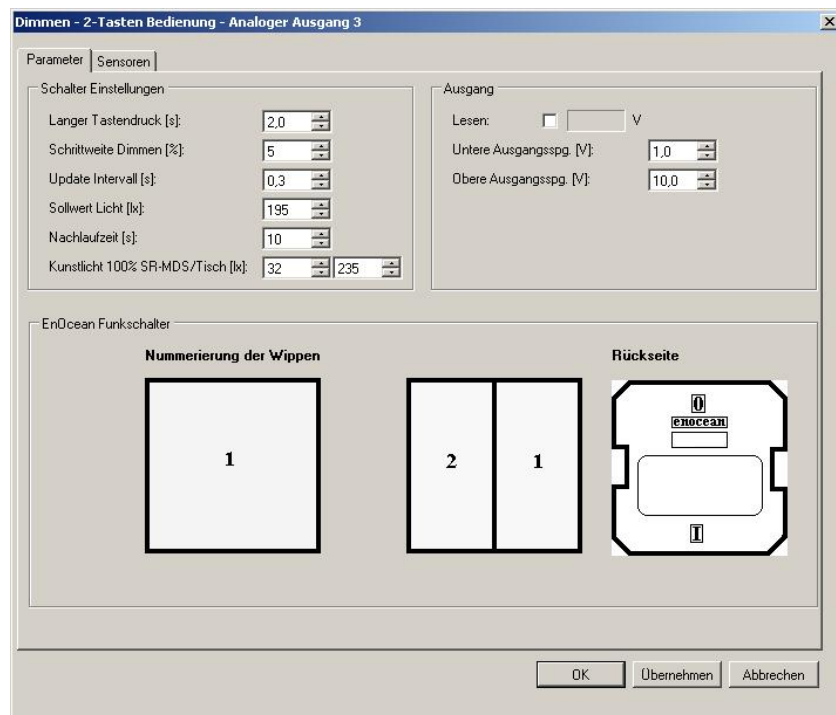 Dimmen - 2-Tasten Bedienung - Analoger Ausgang 3
Parameter
Sensoren
Schalter Einstellungen
Langer Tastendruck [s]: 2,0
Schrittweite Dimmen [%]: 5
Update Intervall [s]: 0,3
Sollwert Licht [lx]: 195
Nachlaufzeit [s]: 10
Kunstlicht 100% SR-MDS/Tisch [lx]: 32 235
Ausgang
Lesen: V
Untere Ausgangsspg. [V]: 1,0
Obere Ausgangsspg. [V]: 10,0
EnOcean Funkschalter
Nummerierung der Wippen
Rückseite
1
2
1
0
enocean
I
OK
Übernehmen
Abbrechen